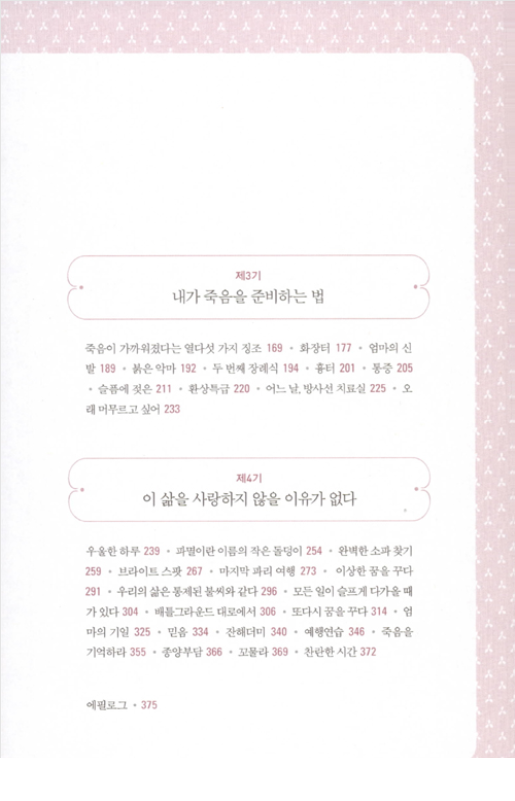 제3기
내가 죽음을 준비하는 법
죽음이 가까워졌다는 열다섯 가지 징조 169 • 화장터 177 • 엄마의 신
발 189 • 붉은 악마 192 • 두 번째 장례식 194 • 흉터 201 • 통증 205
• 슬픔에 젖은 211 • 환상특급 220 • 어느 날, 방사선 치료실 225 • 오
래 머무르고 싶어 233
제4기
이 삶을 사랑하지 않을 이유가 없다
우울한 하루 239 • 파멸이란 이름의 작은 돌덩이 254 • 완벽한 소파 찾기
259 • 브라이트 스팟 267 • 마지막 파리 여행 273 • 이상한 꿈을 꾸다
291 • 우리의 삶은 통제된 불씨와 같다 296 • 모든 일이 슬프게 다가올 때
가 있다 304 • 배틀그라운드 대로에서 306 • 또다시 꿈을 꾸다 314 • 엄
마의 기일 325 • 믿음 334 • 잔해더미 340 • 예행연습 346 • 죽음을
기억하라 355 • 종양부담 366 • 꼬물라 369 • 찬란한 시간 372
에필로그 • 375